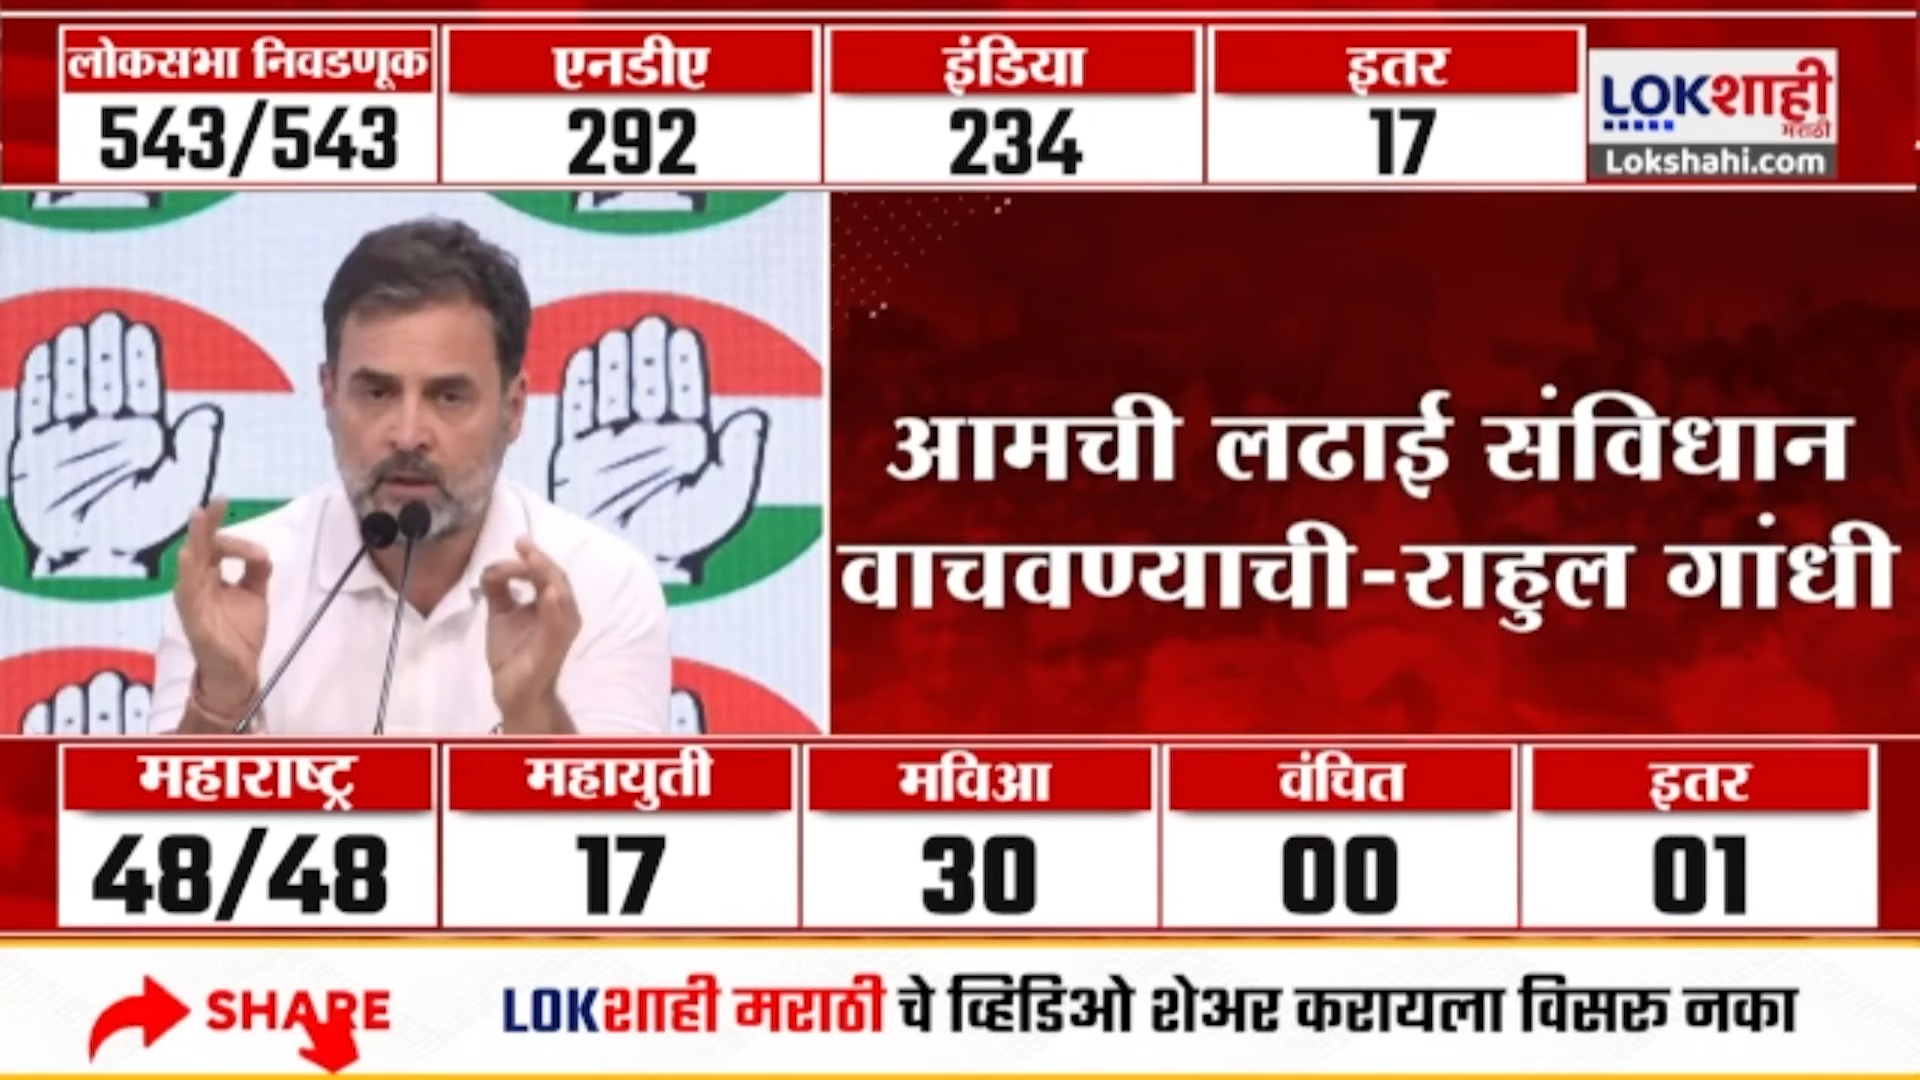 लोकसभा निवडणूक
543/543
एनडीए
292
इंडिया
234
इतर
17
LOKशाही
मराठी
Lokshahi.com
आमची लढाई संविधान
वाचवण्याची-राहुल गांधी
महाराष्ट्र
48/48
महायुती
17
मविआ
30
वंचित
00
इतर
01
SHARE
LOKशाही मराठी चे व्हिडिओ शेअर करायला विसरू नका